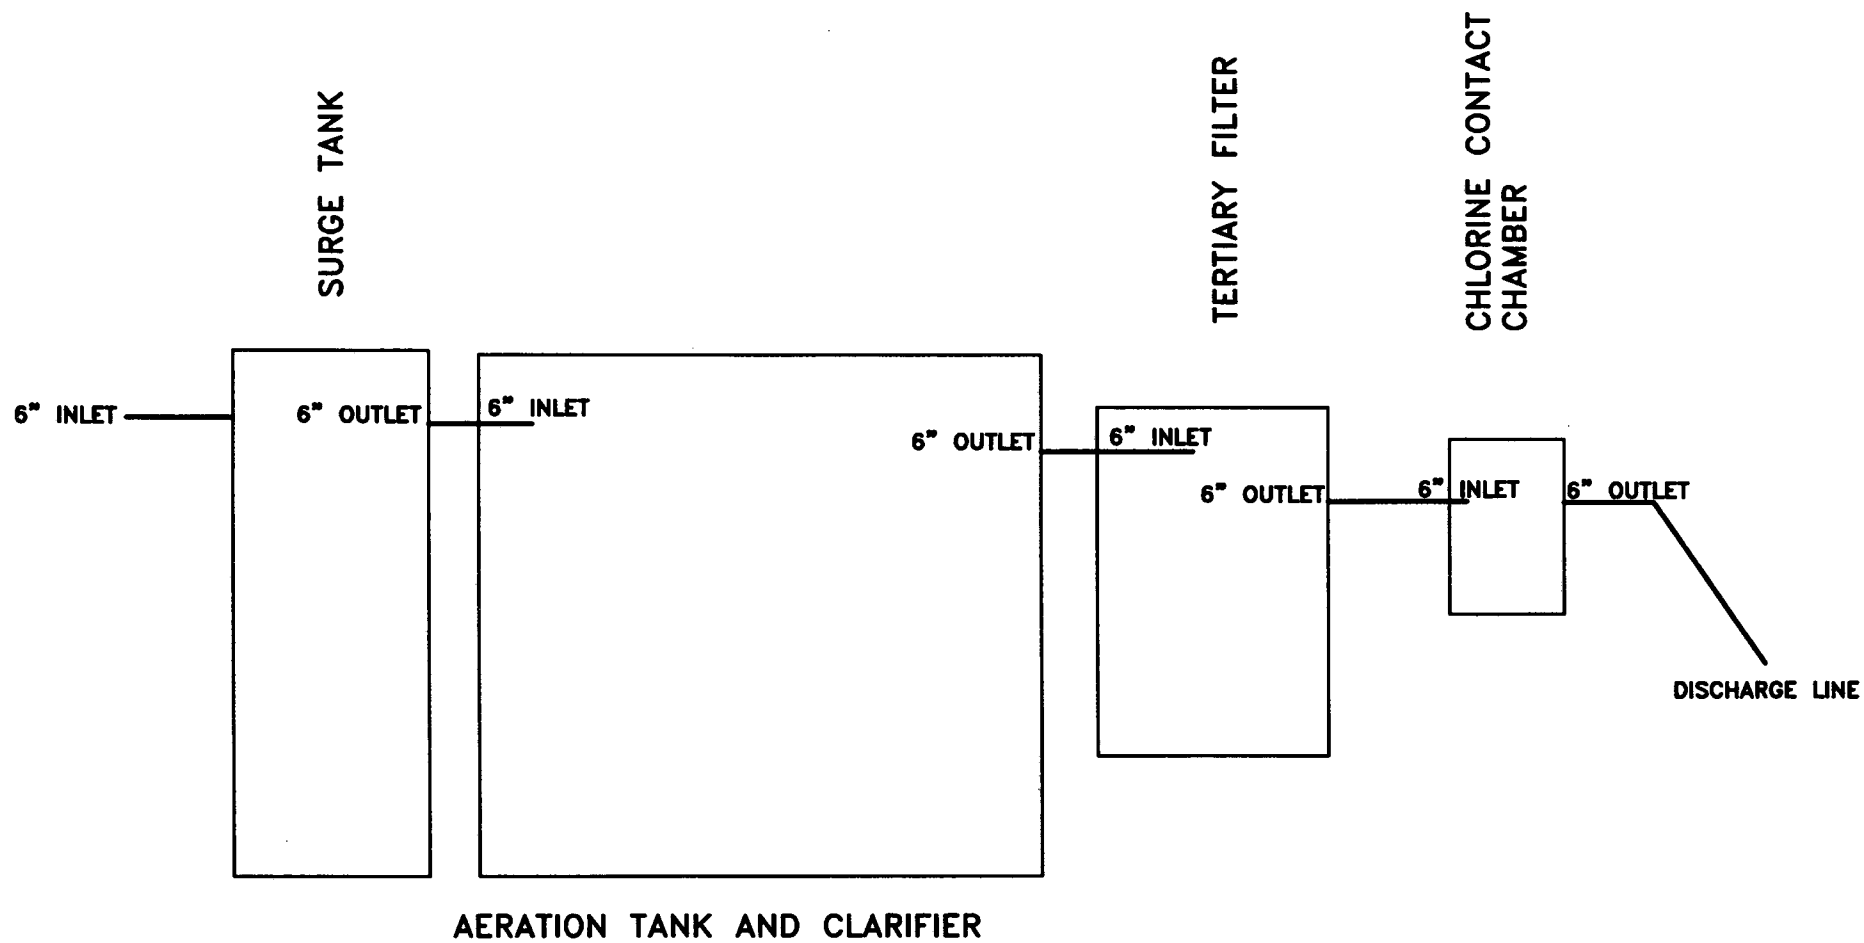 SURGE TANK
TERTIARY FILTER
CHLORINE CONTACT
CHAMBER
6" INLET
6" OUTLET
6" INLET
6" OUTLET
6" INLET
6" OUTLET
6" INLET
6" OUTLET
DISCHARGE LINE
AERATION TANK AND CLARIFIER